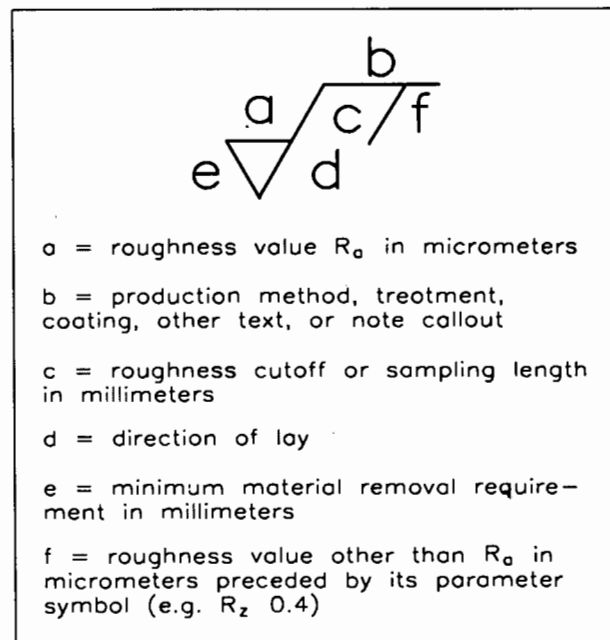 b
a
c
f
e
d
a = roughness value Ra in micrometers
b = production method, treotment,
coating, other text, or note callout
c = roughness cutoff or sampling length
in millimeters
d = direction of lay
e = minimum material removal require–
ment in millimeters
f = roughness value other than Ra in
micrometers preceded by its parameter
symbol (e.g. Rz 0.4)